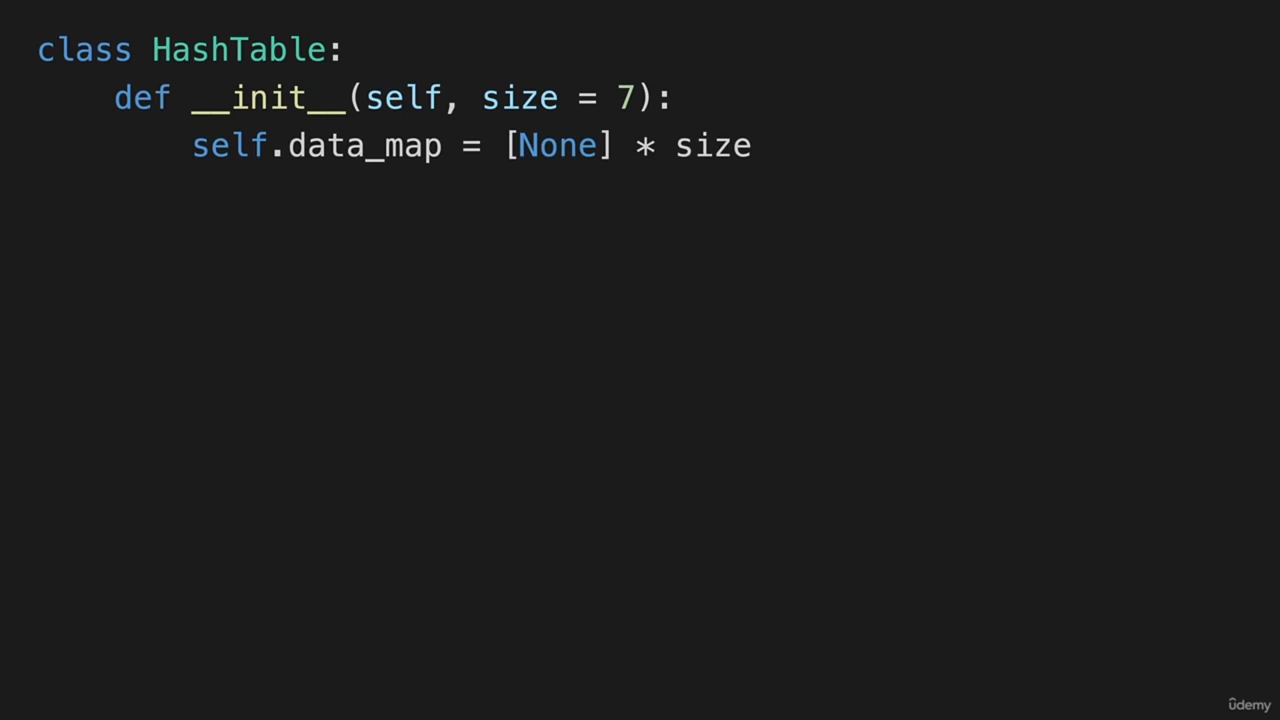 class HashTable:
    def __init__(self, size = 7):
        self.data_map = [None] * size
ûdemy